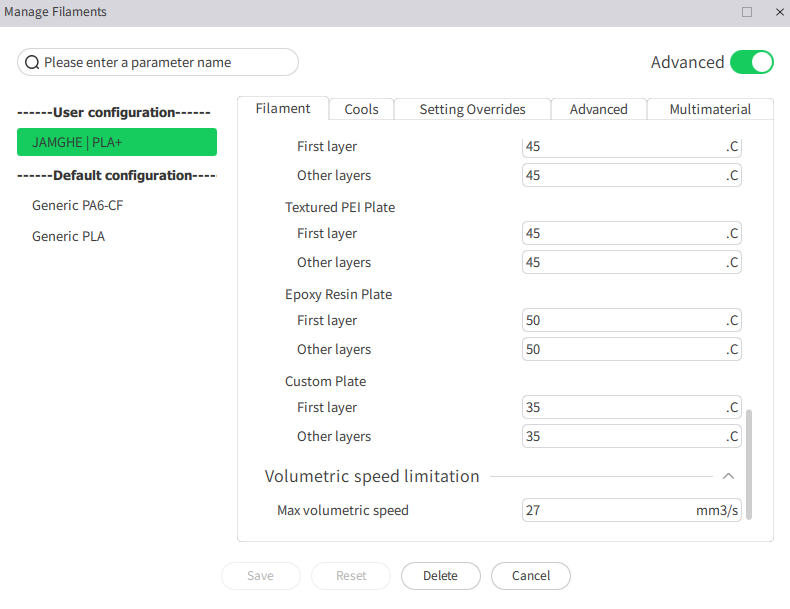 Manage Filaments
Please enter a parameter name
Advanced
------User configuration------
JAMGHE | PLA+
------Default configuration----
Generic PA6-CF
Generic PLA
Filament Cools Setting Overrides Advanced Multimaterial
First layer 45 .C
Other layers 45 .C
Textured PEI Plate
First layer 45 .C
Other layers 45 .C
Epoxy Resin Plate
First layer 50 .C
Other layers 50 .C
Custom Plate
First layer 35 .C
Other layers 35 .C
Volumetric speed limitation
Max volumetric speed 27 mm3/s
Save Reset Delete Cancel